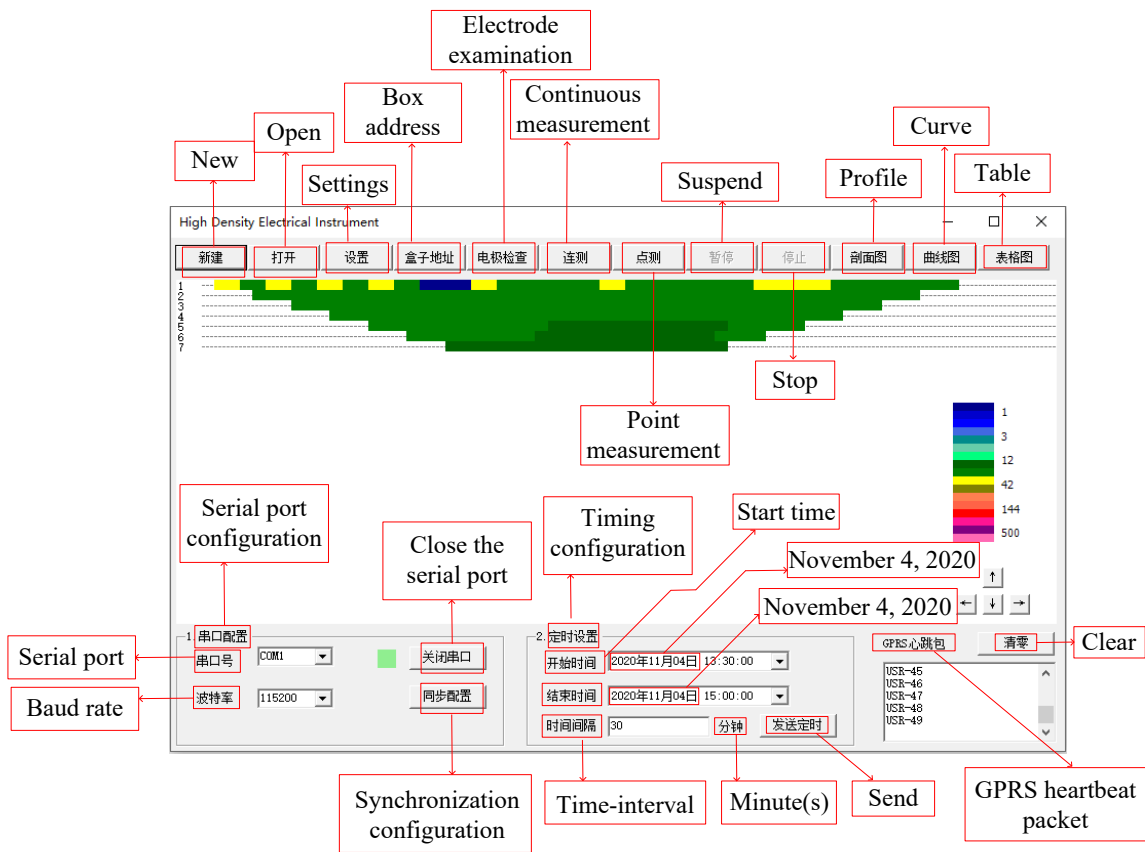 Electrode
examination
Box
address
Continuous
measurement
Open
Curve
New
Settings
Suspend
Profile
Table
High Density Electrical Instrument
新建
打开
设置
盒子地址
电极检查
连测
点测
暂停
停止
剖面图
曲线图
表格图
1
2
3
4
5
6
7
Stop
Point
measurement
1
3
12
42
144
500
Serial port
configuration
Close the
serial port
Timing
configuration
Start time
November 4, 2020
November 4, 2020
↑
← ↓ →
1. 串口配置
串口号
COM1
关闭串口
波特率
115200
同步配置
2. 定时设置
开始时间
2020年11月04日 13:30:00
结束时间
2020年11月04日 15:00:00
时间间隔
30
分钟
发送定时
GPRS心跳包
清零
USR-45
USR-46
USR-47
USR-48
USR-49
Serial port
Baud rate
Clear
Synchronization
configuration
Time-interval
Minute(s)
Send
GPRS heartbeat
packet